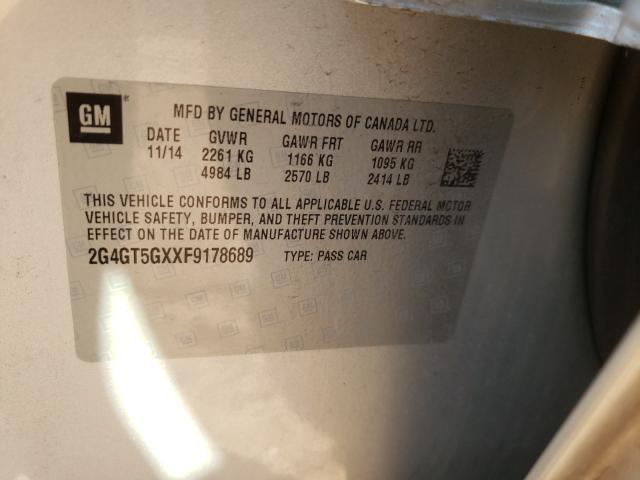 GM
MFD BY GENERAL MOTORS OF CANADA LTD.
DATE GVWR GAWR FRT GAWR RR
11/14 2261 KG 1166 KG 1095 KG
4984 LB 2570 LB 2414 LB
THIS VEHICLE CONFORMS TO ALL APPLICABLE U.S. FEDERAL MOTOR
VEHICLE SAFETY, BUMPER, AND THEFT PREVENTION STANDARDS IN
EFFECT ON THE DATE OF MANUFACTURE SHOWN ABOVE.
2G4GT5GXXF9178689 TYPE: PASS CAR